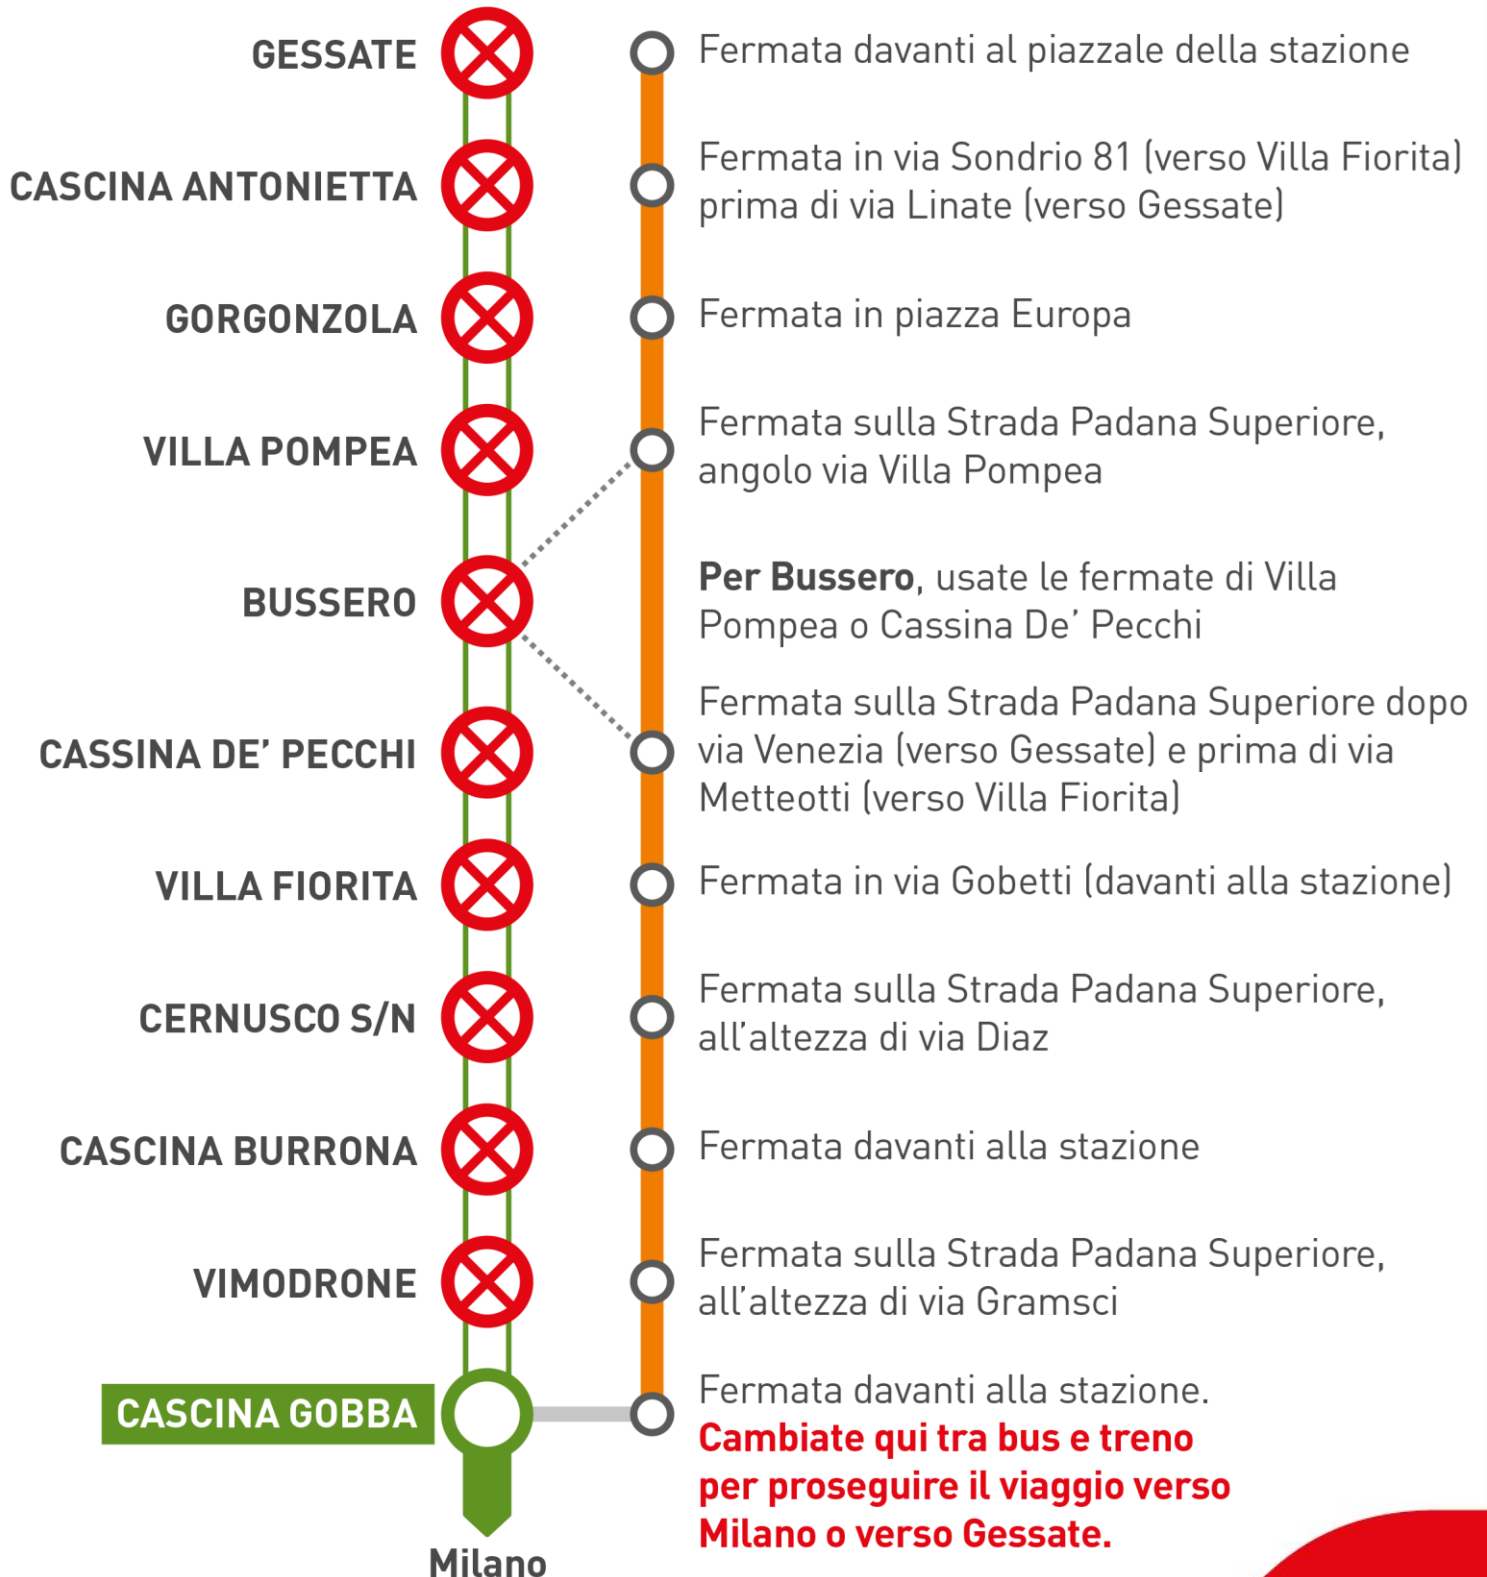 GESSATE
Fermata davanti al piazzale della stazione
CASCINA ANTONIETTA
Fermata in via Sondrio 81 (verso Villa Fiorita)
prima di via Linate (verso Gessate)
GORGONZOLA
Fermata in piazza Europa
VILLA POMPEA
Fermata sulla Strada Padana Superiore,
angolo via Villa Pompea
BUSSERO
Per Bussero, usate le fermate di Villa
Pompea o Cassina De’ Pecchi
CASSINA DE’ PECCHI
Fermata sulla Strada Padana Superiore dopo
via Venezia (verso Gessate) e prima di via
Metteotti (verso Villa Fiorita)
VILLA FIORITA
Fermata in via Gobetti (davanti alla stazione)
CERNUSCO S/N
Fermata sulla Strada Padana Superiore,
all’altezza di via Diaz
CASCINA BURRONA
Fermata davanti alla stazione
VIMODRONE
Fermata sulla Strada Padana Superiore,
all’altezza di via Gramsci
CASCINA GOBBA
Fermata davanti alla stazione.
Cambiate qui tra bus e treno
per proseguire il viaggio verso
Milano o verso Gessate.
Milano